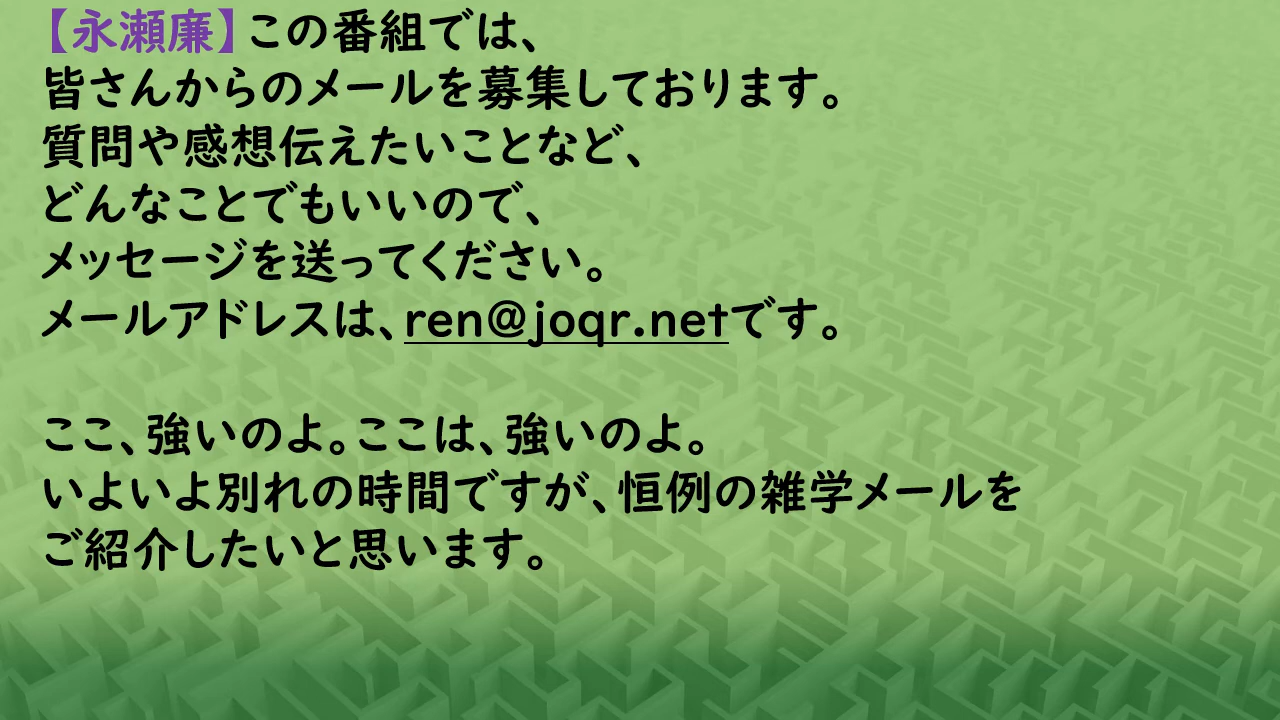 【永瀬廉】この番組では、
皆さんからのメールを募集しております。
質問や感想伝えたいことなど、
どんなことでもいいので、
メッセージを送ってください。
メールアドレスは、ren@joqr.netです。
ここ、強いのよ。ここは、強いのよ。
いよいよ別れの時間ですが、恒例の雑学メールを
ご紹介したいと思います。